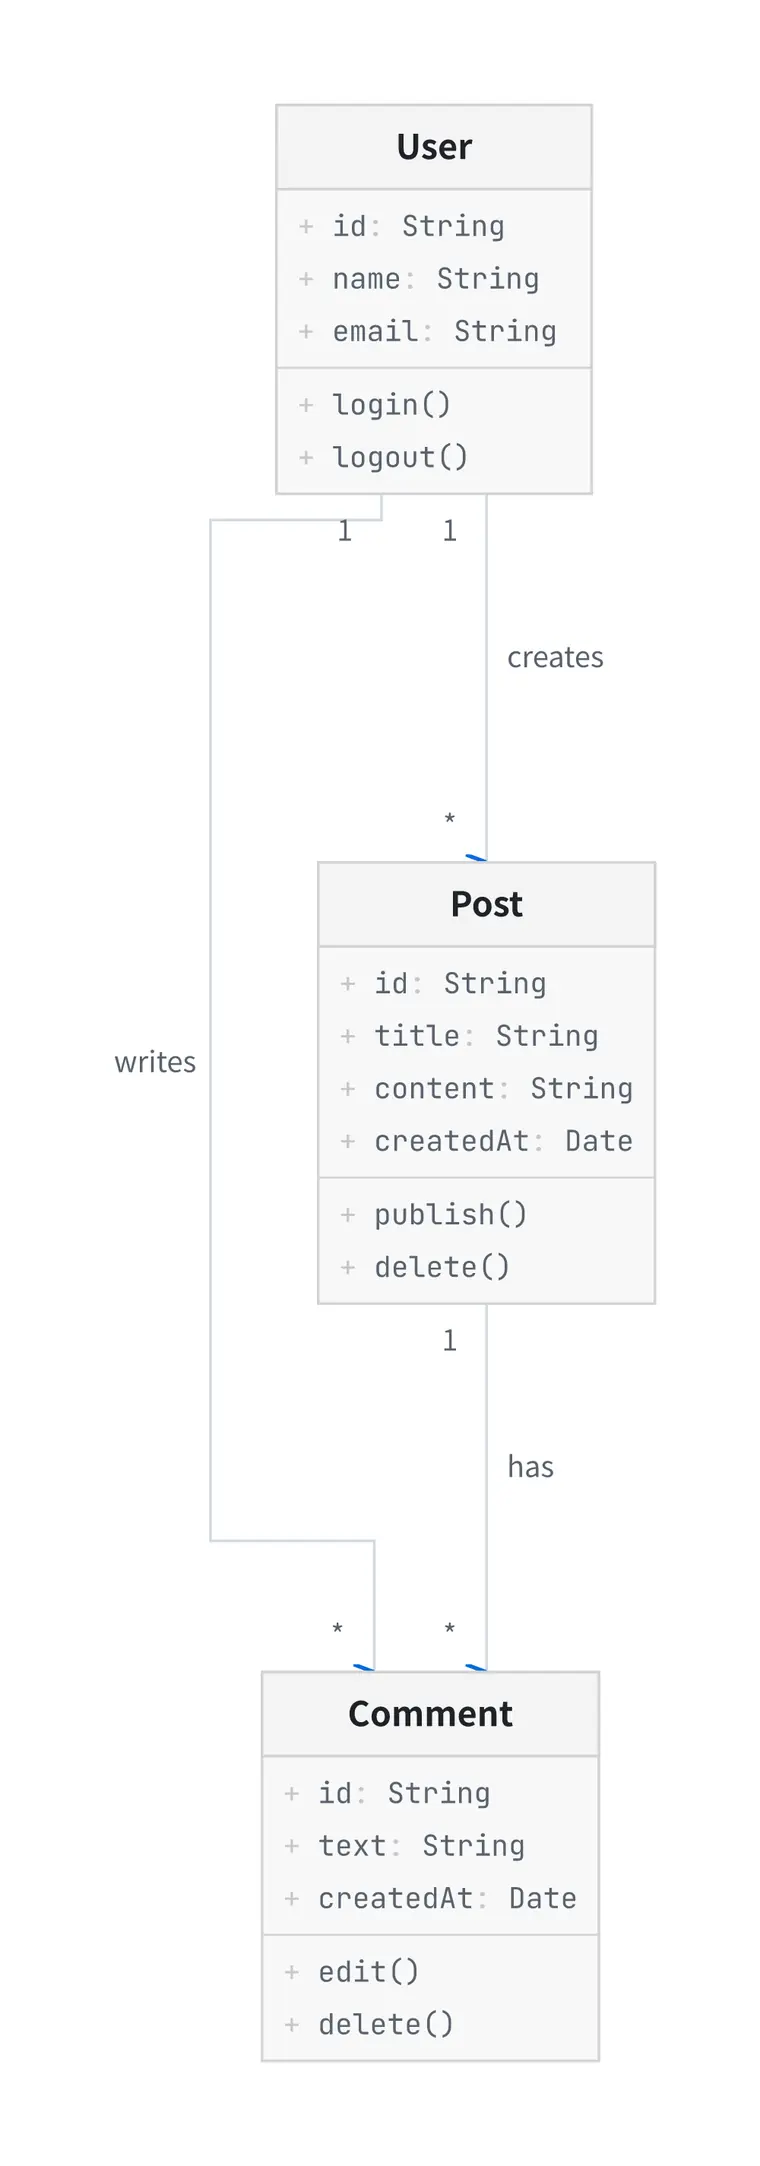 User
+ id: String
+ name: String
+ email: String
+ login()
+ logout()
1
1
creates
*
Post
+ id: String
+ title: String
+ content: String
+ createdAt: Date
writes
+ publish()
+ delete()
1
has
*
*
Comment
+ id: String
+ text: String
+ createdAt: Date
+ edit()
+ delete()